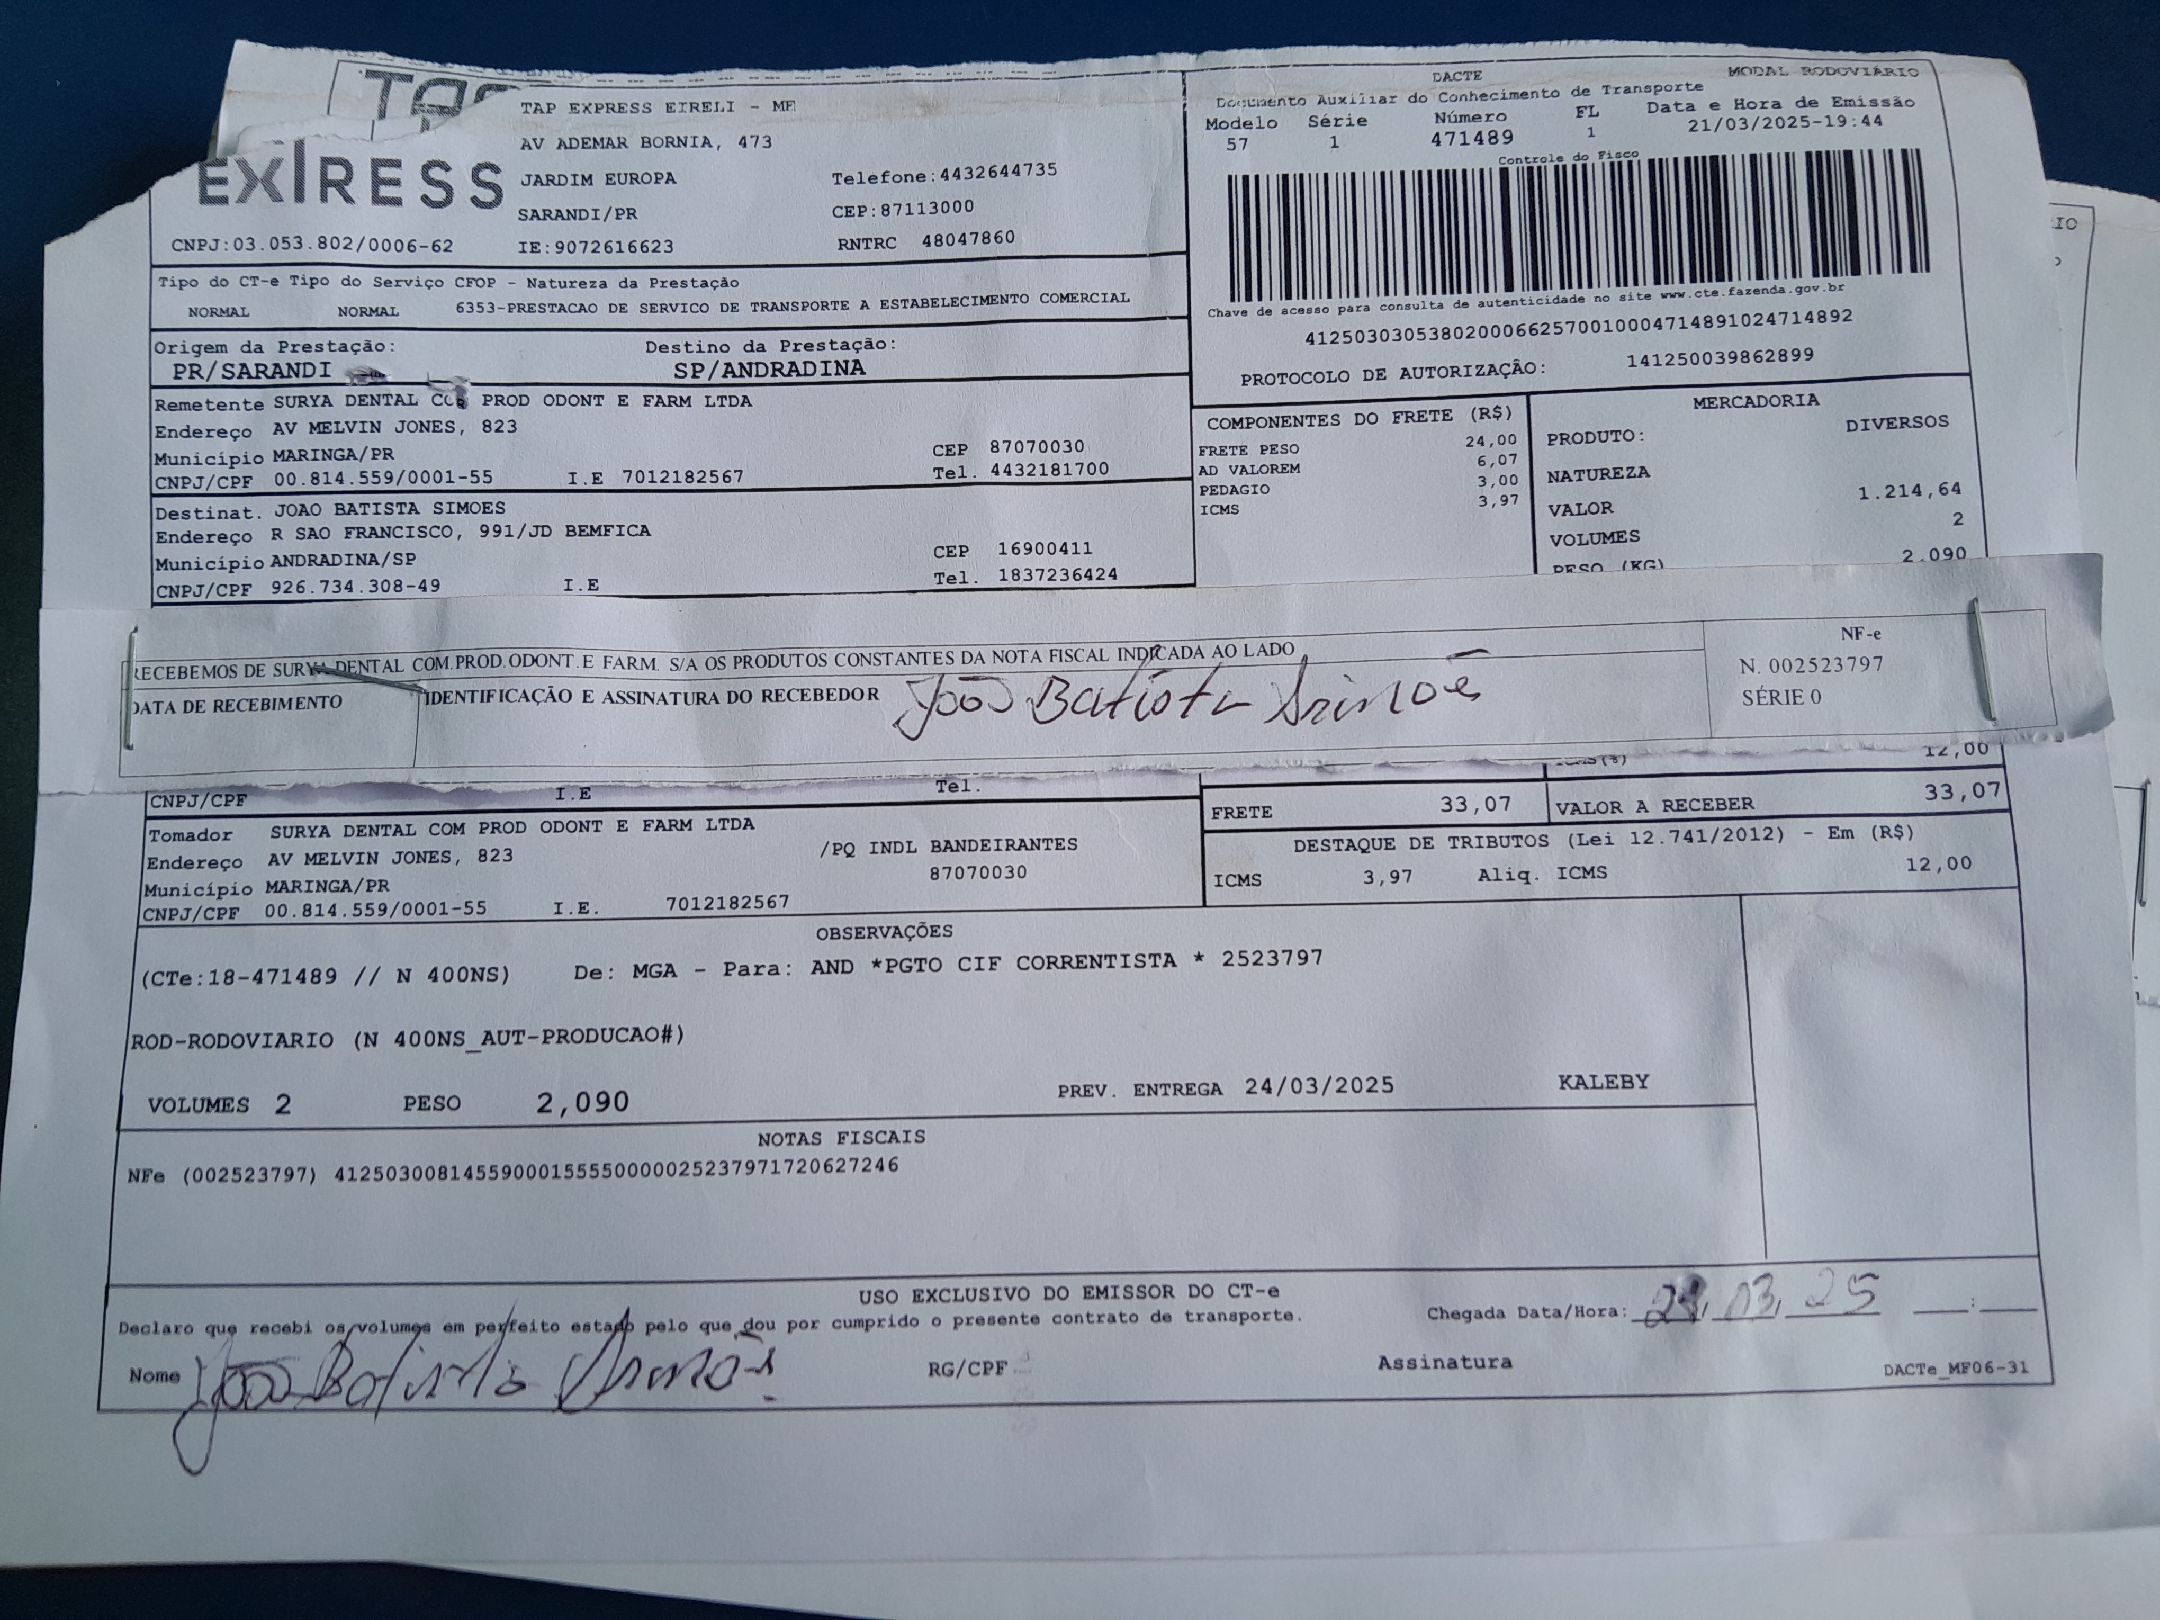 TAP EXPRESS EIRELI - ME
AV ADEMAR BORNIA, 473
EXPRESS
JARDIM EUROPA Telefone:4432644735
SARANDI/PR CEP:87113000
CNPJ:03.053.802/0006-62 IE:9072616623 RNTRC 48047860
DACTE MODAL RODOVIÁRIO
Documento Auxiliar do Conhecimento de Transporte
Modelo Série Número FL Data e Hora de Emissão
57 1 471489 1 21/03/2025-19:44
Controle do Fisco
Chave de acesso para consulta de autenticidade no site www.cte.fazenda.gov.br
41250303053802000662570010004714891024714892
PROTOCOLO DE AUTORIZAÇÃO: 141250039862899
Tipo do CT-e Tipo do Serviço CFOP - Natureza da Prestação
NORMAL NORMAL 6353-PRESTACAO DE SERVICO DE TRANSPORTE A ESTABELECIMENTO COMERCIAL
Origem da Prestação: Destino da Prestação:
PR/SARANDI SP/ANDRADINA
Remetente SURYA DENTAL COM PROD ODONT E FARM LTDA
Endereço AV MELVIN JONES, 823
Município MARINGA/PR CEP 87070030
CNPJ/CPF 00.814.559/0001-55 I.E 7012182567 Tel. 4432181700
Destinat. JOAO BATISTA SIMOES
Endereço R SAO FRANCISCO, 991/JD BEMFICA
Município ANDRADINA/SP CEP 16900411
CNPJ/CPF 926.734.308-49 I.E Tel. 1837236424
COMPONENTES DO FRETE (R$)
FRETE PESO 24,00
AD VALOREM 6,07
PEDAGIO 3,00
ICMS 3,97
MERCADORIA
PRODUTO: DIVERSOS
NATUREZA
VALOR 1.214,64
VOLUMES 2
PESO (KG) 2.090
RECEBEMOS DE SURYA DENTAL COM.PROD.ODONT.E FARM. S/A OS PRODUTOS CONSTANTES DA NOTA FISCAL INDICADA AO LADO
DATA DE RECEBIMENTO IDENTIFICAÇÃO E ASSINATURA DO RECEBEDOR João Batista Simoẽ
NF-e
N. 002523797
SÉRIE 0
CNPJ/CPF I.E Tel.
ICMS(%) 12,00
FRETE 33,07 VALOR A RECEBER 33,07
Tomador SURYA DENTAL COM PROD ODONT E FARM LTDA
Endereço AV MELVIN JONES, 823 /PQ INDL BANDEIRANTES
Município MARINGA/PR 87070030
CNPJ/CPF 00.814.559/0001-55 I.E. 7012182567
DESTAQUE DE TRIBUTOS (Lei 12.741/2012) - Em (R$)
ICMS 3,97 Aliq. ICMS 12,00
OBSERVAÇÕES
(CTe:18-471489 // N 400NS) De: MGA - Para: AND *PGTO CIF CORRENTISTA * 2523797
ROD-RODOVIARIO (N 400NS_AUT-PRODUCAO#)
VOLUMES 2 PESO 2,090 PREV. ENTREGA 24/03/2025 KALEBY
NOTAS FISCAIS
NFe (002523797) 41250300814559000155550000025237971720627246
USO EXCLUSIVO DO EMISSOR DO CT-e
Declaro que recebi os volumes em perfeito estado pelo que dou por cumprido o presente contrato de transporte. Chegada Data/Hora: 03 25 :
Nome João Batista Simões RG/CPF Assinatura DACTe_MF06-31